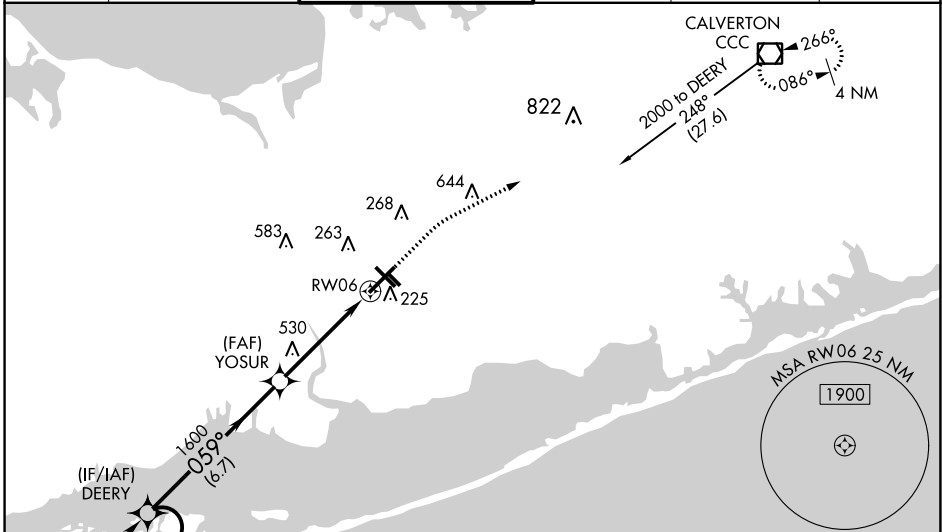 CALVERTON
CCC
266°
086°
4 NM
2000 to DEERY
248°
(27.6)
822
644
268
583
263
RW06
225
530
(FAF)
YOSUR
1600
059°
(6.7)
(IF/IAF)
DEERY
MSA RW06 25 NM
1900